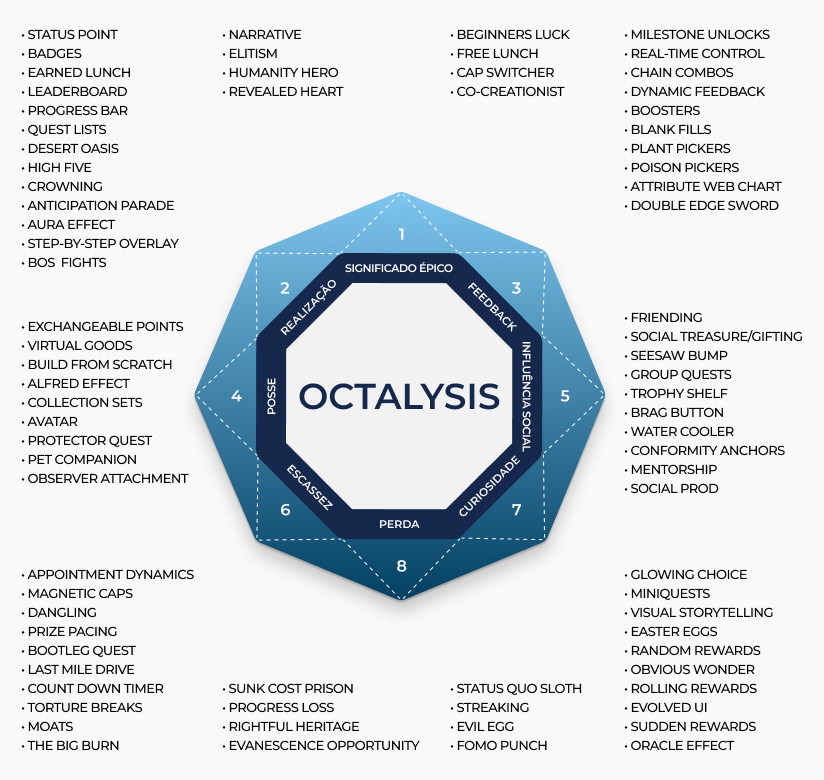 • STATUS POINT
• BADGES
• EARNED LUNCH
• LEADERBOARD
• PROGRESS BAR
• QUEST LISTS
• DESERT OASIS
• HIGH FIVE
• CROWNING
• ANTICIPATION PARADE
• AURA EFFECT
• STEP-BY-STEP OVERLAY
• BOS FIGHTS
• NARRATIVE
• ELITISM
• HUMANITY HERO
• REVEALED HEART
• BEGINNERS LUCK
• FREE LUNCH
• CAP SWITCHER
• CO-CREATIONIST
• MILESTONE UNLOCKS
• REAL-TIME CONTROL
• CHAIN COMBOS
• DYNAMIC FEEDBACK
• BOOSTERS
• BLANK FILLS
• PLANT PICKERS
• POISON PICKERS
• ATTRIBUTE WEB CHART
• DOUBLE EDGE SWORD
• EXCHANGEABLE POINTS
• VIRTUAL GOODS
• BUILD FROM SCRATCH
• ALFRED EFFECT
• COLLECTION SETS
• AVATAR
• PROTECTOR QUEST
• PET COMPANION
• OBSERVER ATTACHMENT
1
SIGNIFICADO ÉPICO
2
REALIZAÇÃO
3
FEEDBACK
4
POSSE
OCTALYSIS
INFLUÊNCIA SOCIAL
5
6
ESCASSEZ
CURIOSIDADE
7
PERDA
8
• FRIENDING
• SOCIAL TREASURE/GIFTING
• SEESAW BUMP
• GROUP QUESTS
• TROPHY SHELF
• BRAG BUTTON
• WATER COOLER
• CONFORMITY ANCHORS
• MENTORSHIP
• SOCIAL PROD
• APPOINTMENT DYNAMICS
• MAGNETIC CAPS
• DANGLING
• PRIZE PACING
• BOOTLEG QUEST
• LAST MILE DRIVE
• COUNT DOWN TIMER
• TORTURE BREAKS
• MOATS
• THE BIG BURN
• SUNK COST PRISON
• PROGRESS LOSS
• RIGHTFUL HERITAGE
• EVANESCENCE OPPORTUNITY
• STATUS QUO SLOTH
• STREAKING
• EVIL EGG
• FOMO PUNCH
• GLOWING CHOICE
• MINIQUESTS
• VISUAL STORYTELLING
• EASTER EGGS
• RANDOM REWARDS
• OBVIOUS WONDER
• ROLLING REWARDS
• EVOLVED UI
• SUDDEN REWARDS
• ORACLE EFFECT